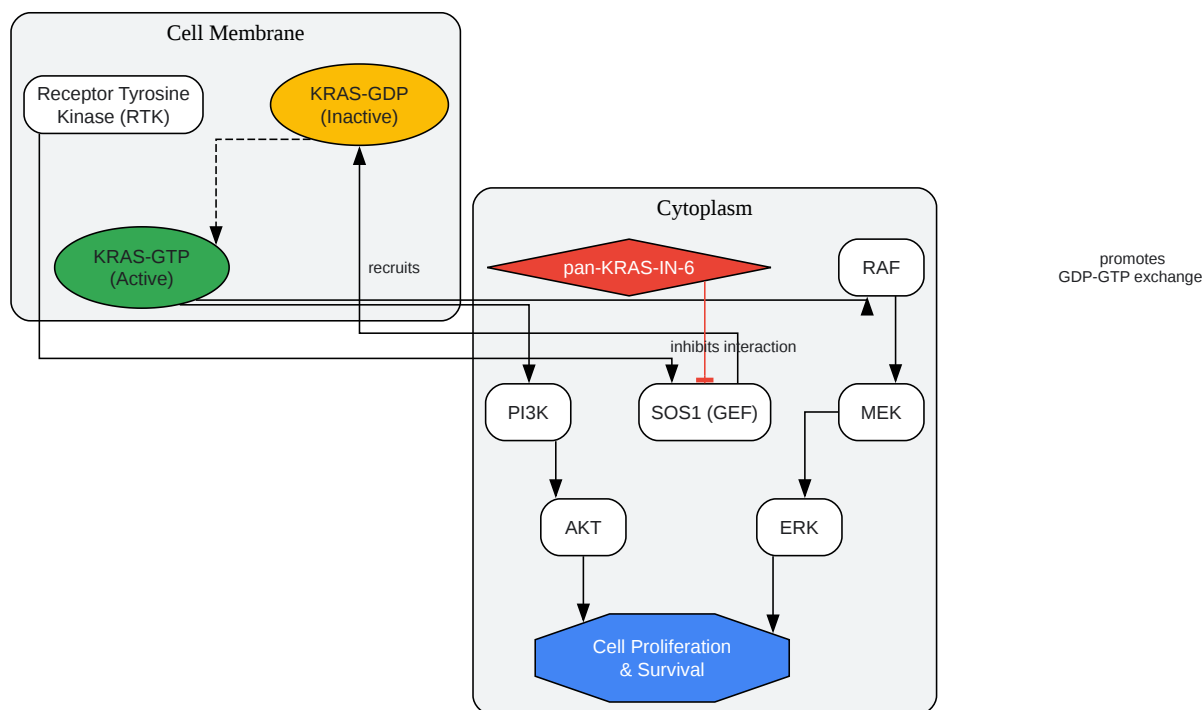 Cell Membrane
Receptor Tyrosine
Kinase (RTK)
KRAS-GDP
(Inactive)
KRAS-GTP
(Active)
recruits
Cytoplasm
pan-KRAS-IN-6
RAF
promotes
GDP-GTP exchange
inhibits interaction
PI3K
SOS1 (GEF)
MEK
AKT
ERK
Cell Proliferation
& Survival